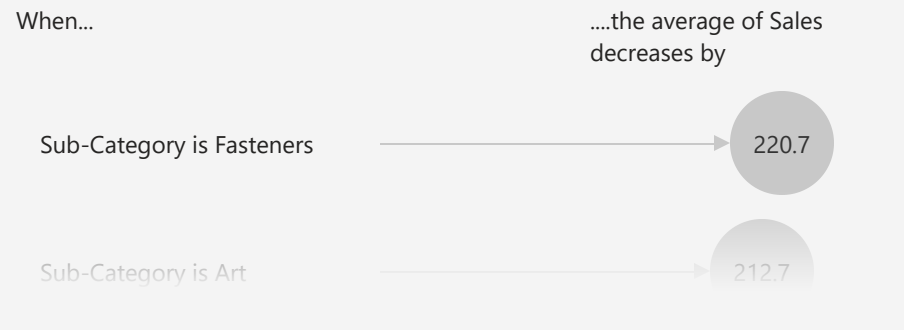 When...
....the average of Sales
decreases by
Sub-Category is Fasteners
220.7
Sub-Category is Art
212.7